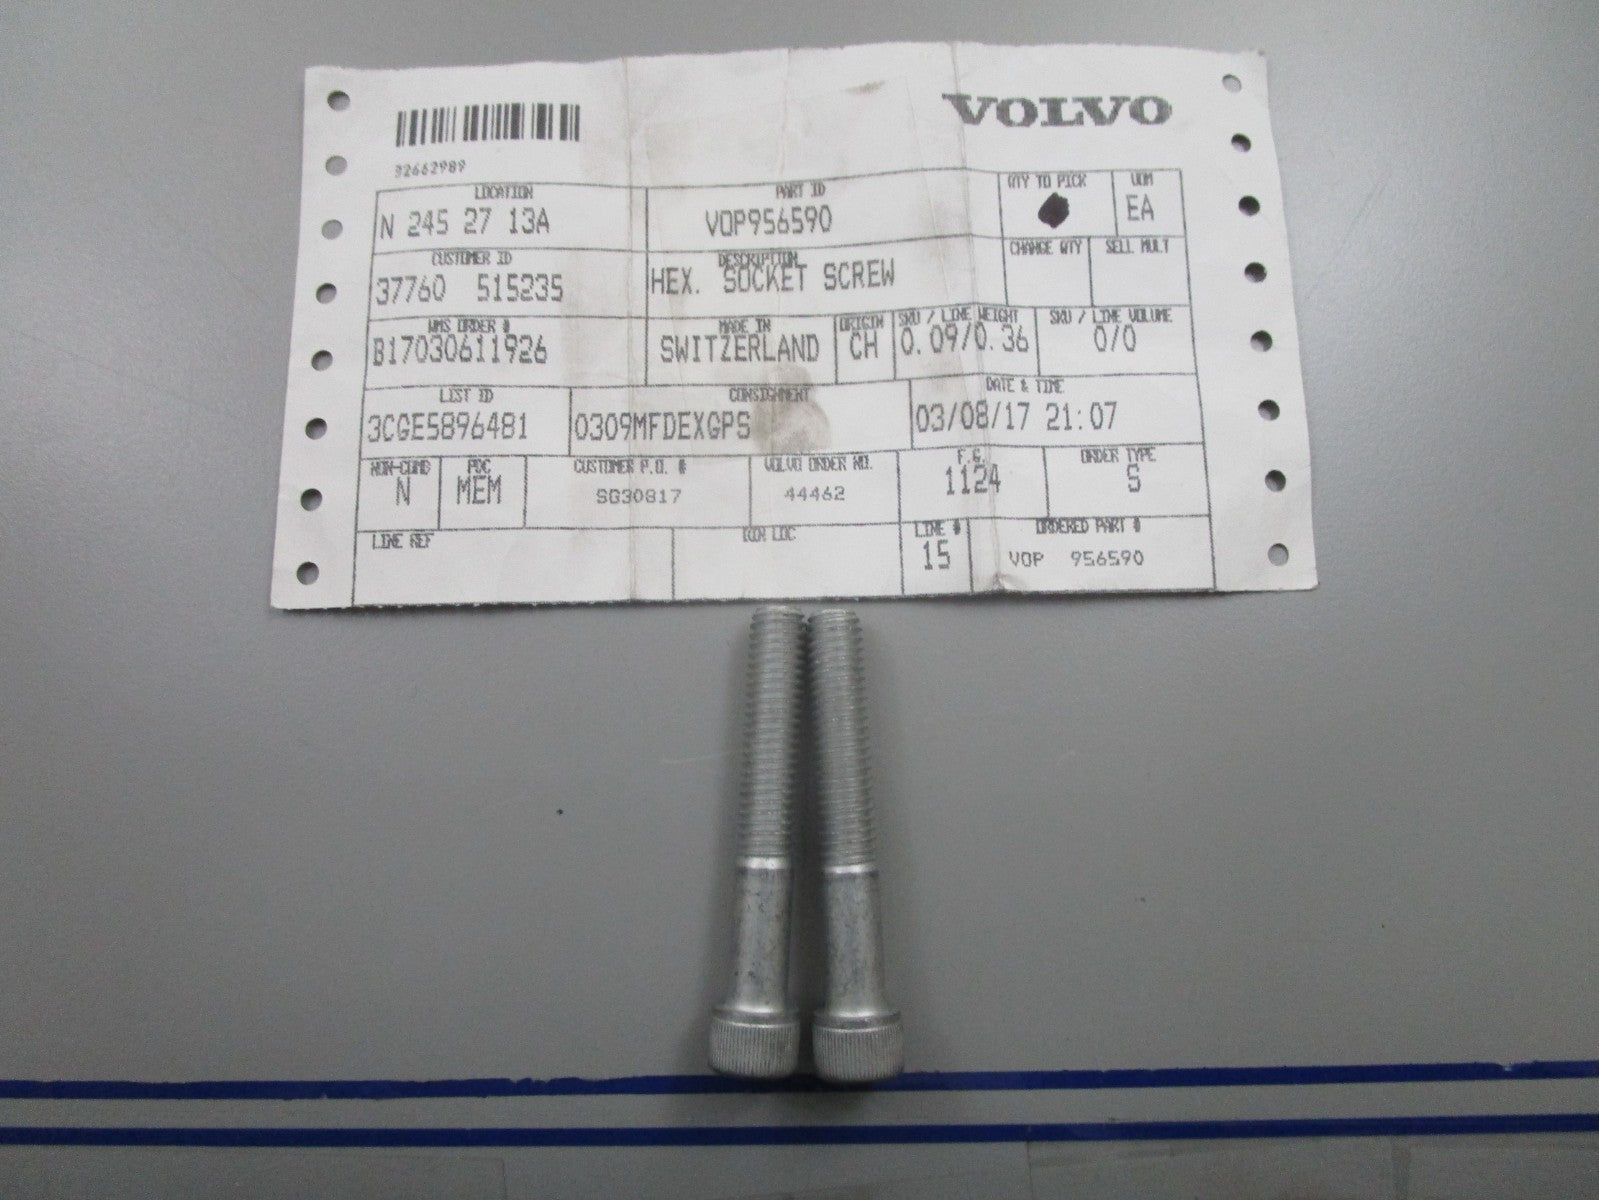 VOLVO
92662989
LOCATION PART ID QTY TO PICK UOM
N 245 27 13A VOP956590 EA
CUSTOMER ID DESCRIPTION CHANGE QTY SELL MULT
37760 515235 HEX. SOCKET SCREW
WMS ORDER # MADE IN ORIGIN SKU / LINE WEIGHT SKU / LINE VOLUME
B17030611926 SWITZERLAND CH 0.09/0.36 0/0
LIST ID CONSIGNMENT DATE & TIME
3CGE5896481 0309MFDEXGPS 03/08/17 21:07
NON-COND PDC CUSTOMER P.O. # VOLVO ORDER NO. F.G. ORDER TYPE
N MEM SG30817 44462 1124 S
LINE REF LINE # ORDERED PART #
15 VOP 956590